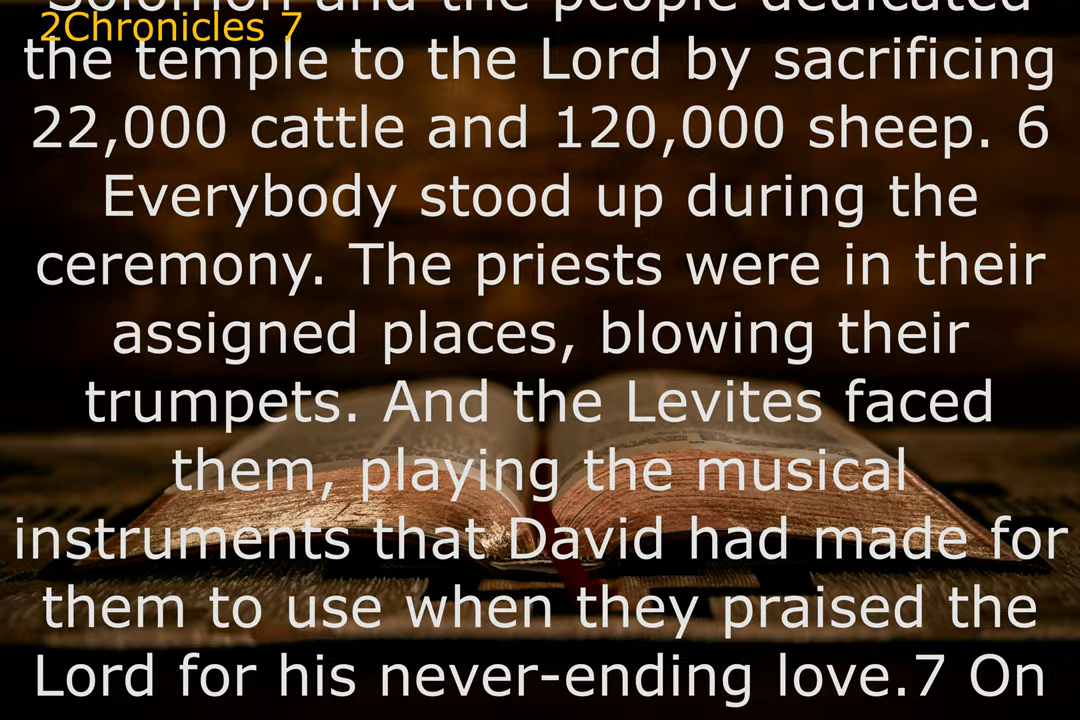 Solomon and the people dedicated
2Chronicles 7
the temple to the Lord by sacrificing
22,000 cattle and 120,000 sheep. 6
Everybody stood up during the
ceremony. The priests were in their
assigned places, blowing their
trumpets. And the Levites faced
them, playing the musical
instruments that David had made for
them to use when they praised the
Lord for his never-ending love.7 On